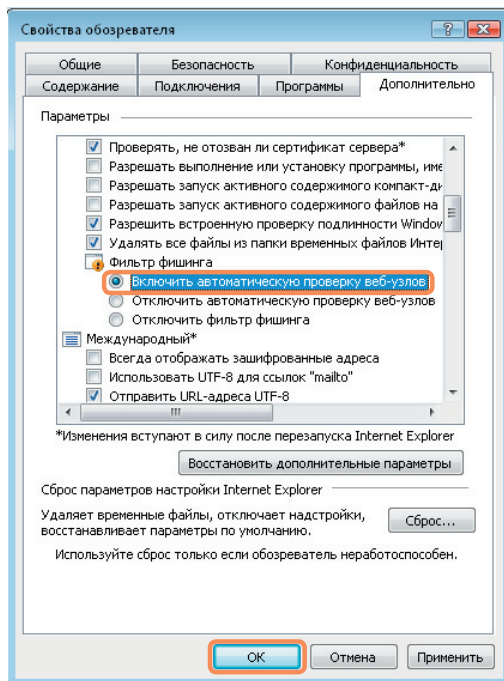 Свойства обозревателя
Общие Безопасность Конфиденциальность
Содержание Подключения Программы Дополнительно
Параметры
Проверять, не отозван ли сертификат сервера*
Разрешать выполнение или установку программы, име
Разрешать запуск активного содержимого компакт-ди
Разрешать запуск активного содержимого файлов на
Разрешить встроенную проверку подлинности Window
Удалять все файлы из папки временных файлов Интер
Фильтр фишинга
Включить автоматическую проверку веб-узлов
Отключить автоматическую проверку веб-узлов
Отключить фильтр фишинга
Международный*
Всегда отображать зашифрованные адреса
Использовать UTF-8 для ссылок "mailto"
Отправить URL-адреса UTF-8
*Изменения вступают в силу после перезапуска Internet Explorer
Восстановить дополнительные параметры
Сброс параметров настройки Internet Explorer
Удаляет временные файлы, отключает надстройки,
восстанавливает параметры по умолчанию.
Сброс...
Используйте сброс только если обозреватель неработоспособен.
ОК Отмена Применить